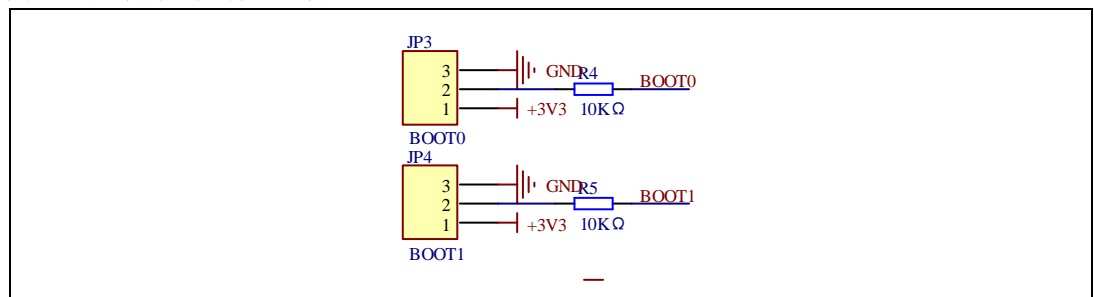 JP3
3 GND R4 BOOT0
2
1 +3V3 10KΩ
BOOT0
JP4
3 GND R5 BOOT1
2
1 +3V3 10KΩ
BOOT1